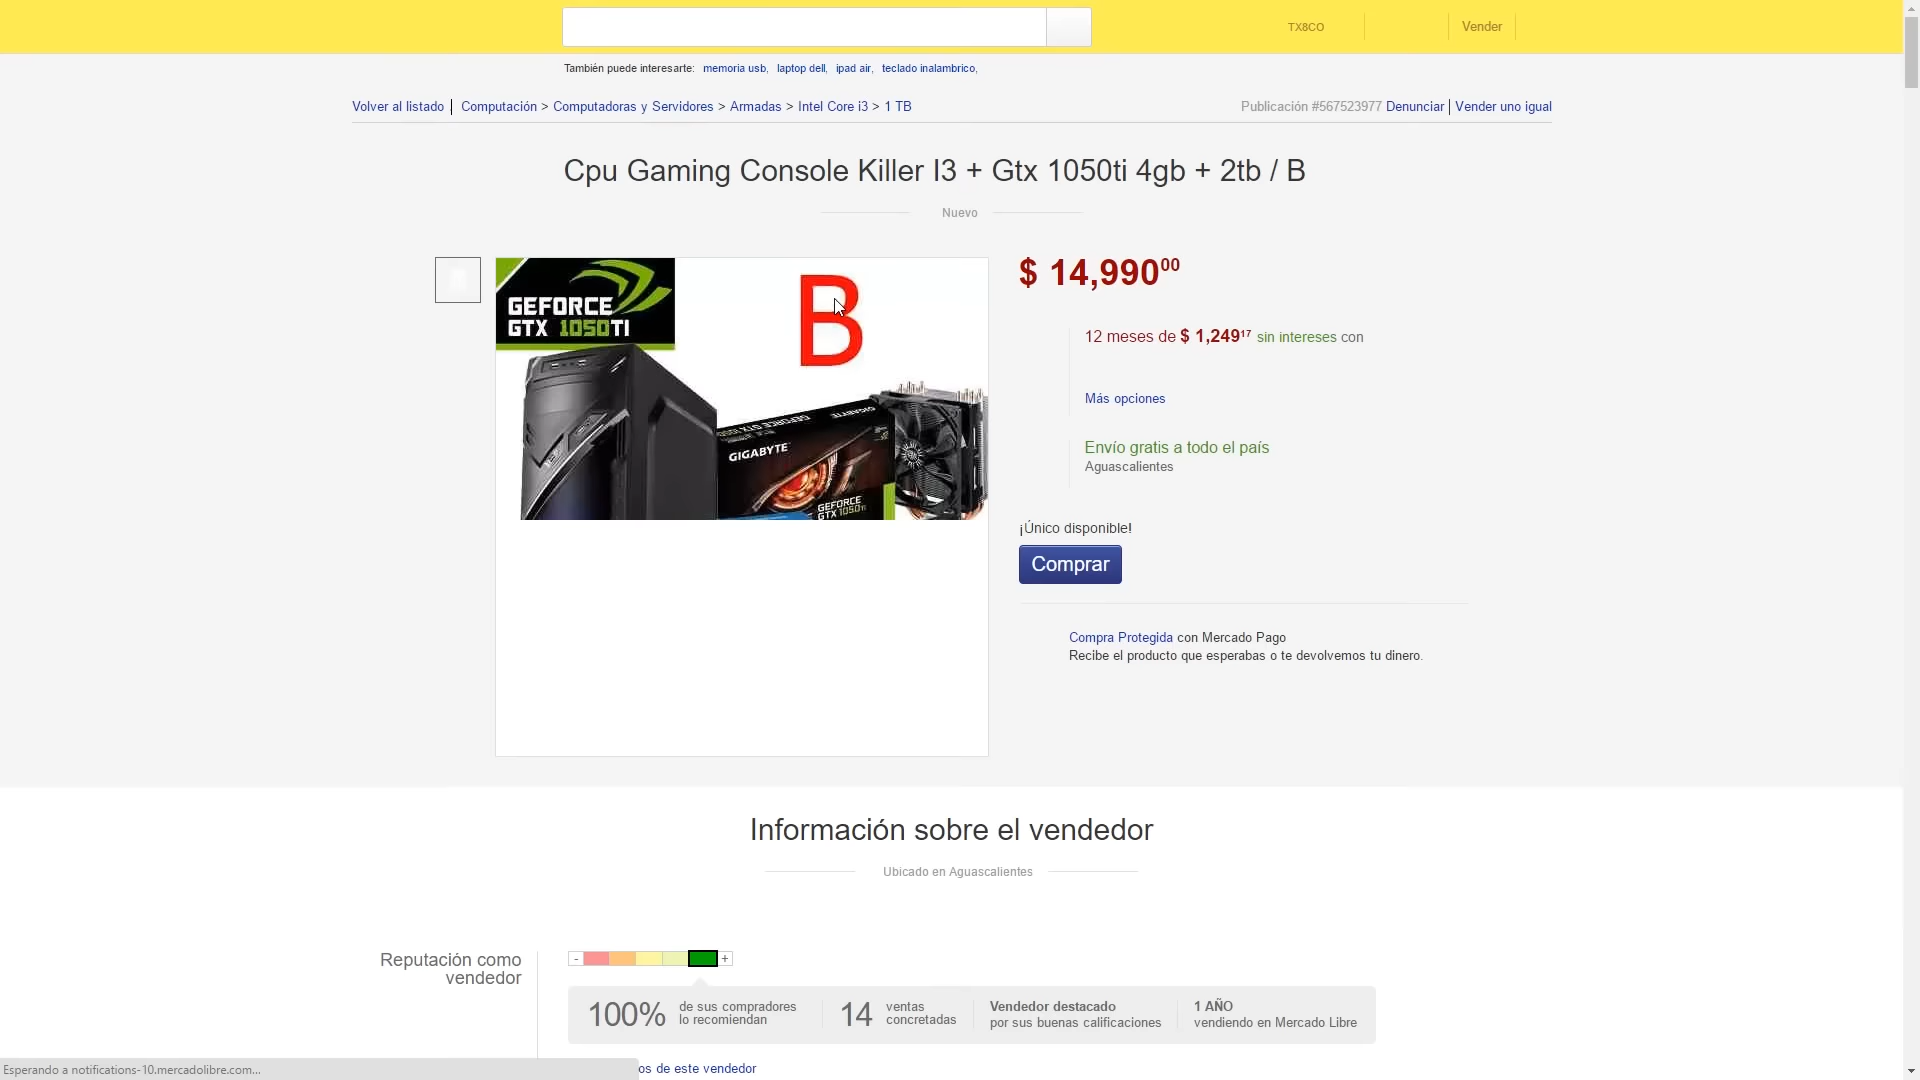 TX8CO
Vender
También puede interesarte: memoria usb, laptop dell, ipad air, teclado inalambrico,
Volver al listado | Computación > Computadoras y Servidores > Armadas > Intel Core i3 > 1 TB
Publicación #567523977 Denunciar | Vender uno igual
Cpu Gaming Console Killer I3 + Gtx 1050ti 4gb + 2tb / B
Nuevo
GEFORCE
GTX 1050TI
B
GIGABYTE
GEFORCE
GTX 1050TI
$ 14,99000
12 meses de $ 1,24917 sin intereses con
Más opciones
Envío gratis a todo el país
Aguascalientes
¡Único disponible!
Comprar
Compra Protegida con Mercado Pago
Recibe el producto que esperabas o te devolvemos tu dinero.
Información sobre el vendedor
Ubicado en Aguascalientes
Reputación como
vendedor
- +
100% de sus compradores
lo recomiendan
14 ventas
concretadas
Vendedor destacado
por sus buenas calificaciones
1 AÑO
vendiendo en Mercado Libre
os de este vendedor
Esperando a notifications-10.mercadolibre.com...